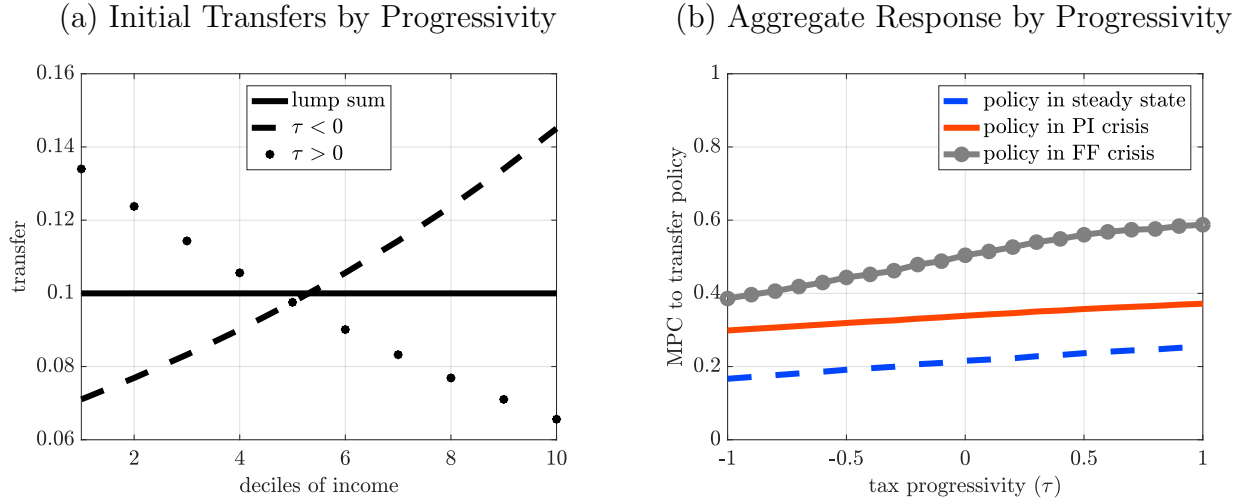 (a) Initial Transfers by Progressivity
0.16
0.14
0.12
0.1
0.08
0.06
transfer
lump sum
τ < 0
τ > 0
2
4
6
8
10
deciles of income
(b) Aggregate Response by Progressivity
1
0.8
0.6
0.4
0.2
0
MPC to transfer policy
policy in steady state
policy in PI crisis
policy in FF crisis
-1
-0.5
0
0.5
1
tax progressivity (τ)